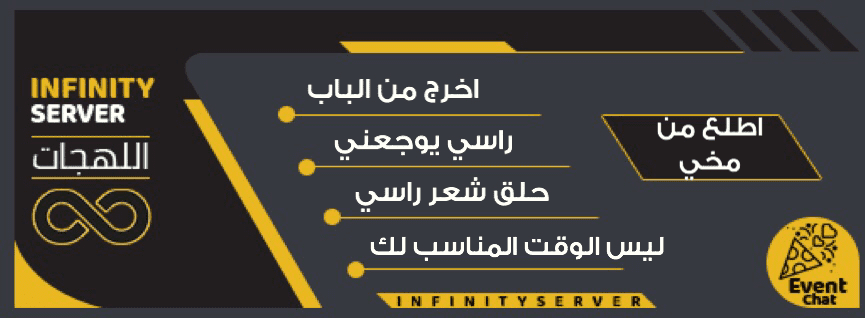 INFINITY
SERVER
اللهجات
اخرج من الباب
راسي يوجعني
حلق شعر راسي
ليس الوقت المناسب لك
اطلع من
مخي
Event
Chat
INFINITYSERVER